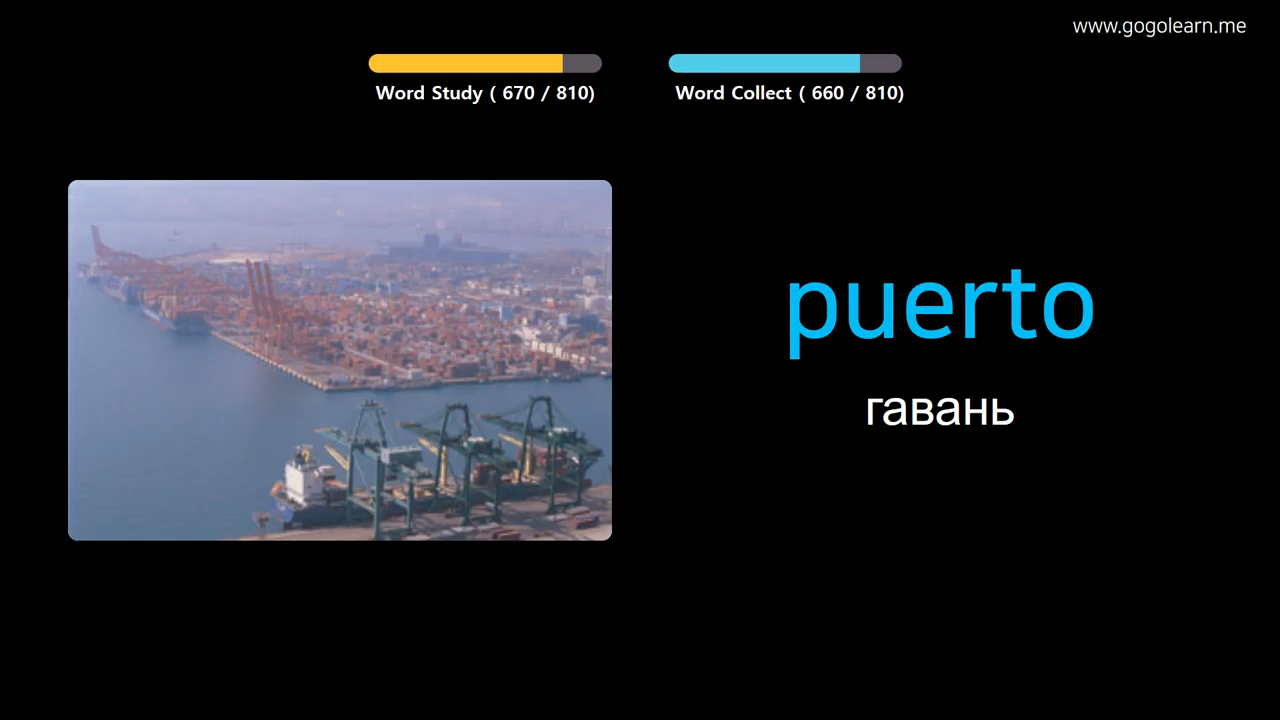 www.gogolearn.me
Word Study ( 670 / 810)
Word Collect ( 660 / 810)
puerto
гавань